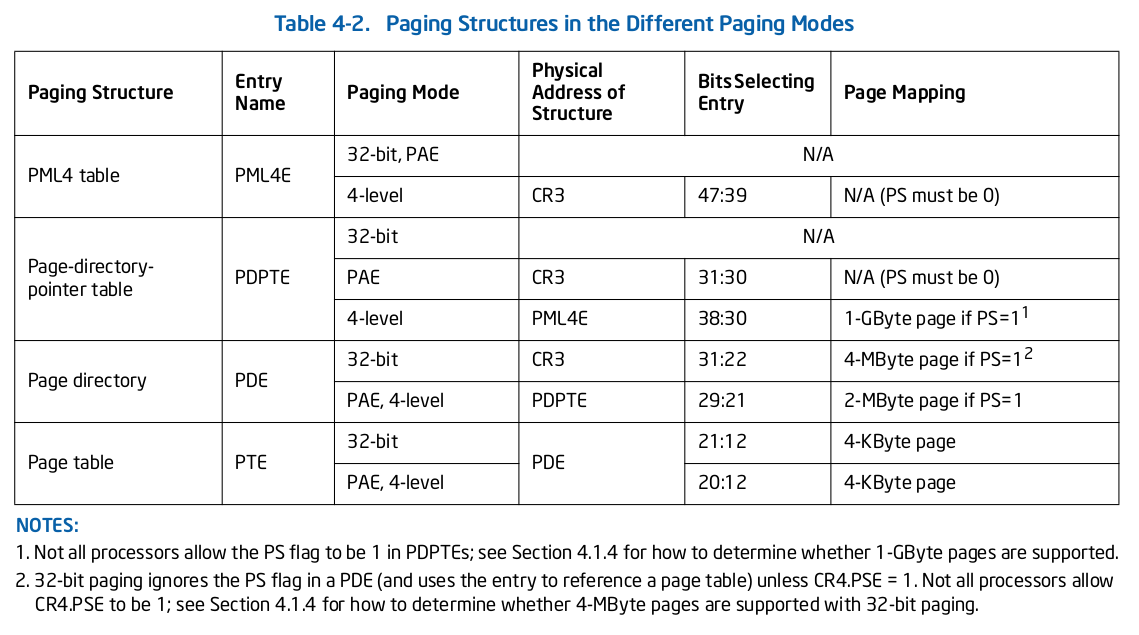 Table 4-2. Paging Structures in the Different Paging Modes
Paging Structure Entry Name Paging Mode Physical Address of Structure Bits Selecting Entry Page Mapping
PML4 table PML4E 32-bit, PAE N/A
4-level CR3 47:39 N/A (PS must be 0)
Page-directory-pointer table PDPTE 32-bit N/A
PAE CR3 31:30 N/A (PS must be 0)
4-level PML4E 38:30 1-GByte page if PS=1¹
Page directory PDE 32-bit CR3 31:22 4-MByte page if PS=1²
PAE, 4-level PDPTE 29:21 2-MByte page if PS=1
Page table PTE 32-bit PDE 21:12 4-KByte page
PAE, 4-level 20:12 4-KByte page
NOTES:
1. Not all processors allow the PS flag to be 1 in PDPTEs; see Section 4.1.4 for how to determine whether 1-GByte pages are supported.
2. 32-bit paging ignores the PS flag in a PDE (and uses the entry to reference a page table) unless CR4.PSE = 1. Not all processors allow
CR4.PSE to be 1; see Section 4.1.4 for how to determine whether 4-MByte pages are supported with 32-bit paging.